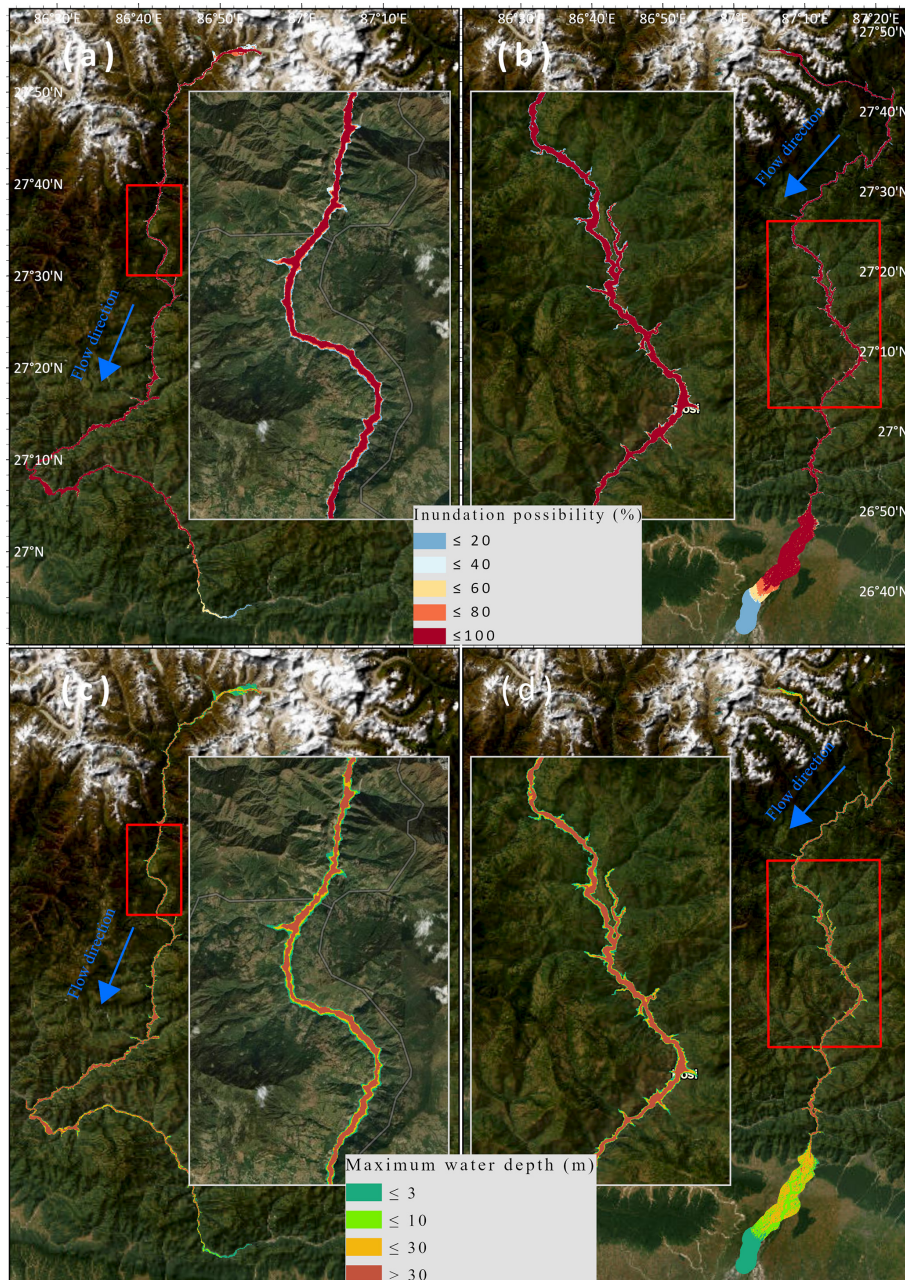 86°30'E 86°40'E 86°50'E 87°E 87°10'E
86°30'E 86°40'E 86°50'E 87°E 87°10'E 87°20'E
(a)
(b)
27°50'N
27°40'N
27°30'N
27°20'N
27°10'N
27°N
27°50'N
27°40'N
27°30'N
27°20'N
27°10'N
27°N
26°50'N
26°40'N
Flow direction
Flow direction
Inundation possibility (%)
≤ 20
≤ 40
≤ 60
≤ 80
≤100
(c)
(d)
Flow direction
Flow direction
Maximum water depth (m)
≤ 3
≤ 10
≤ 30
> 30